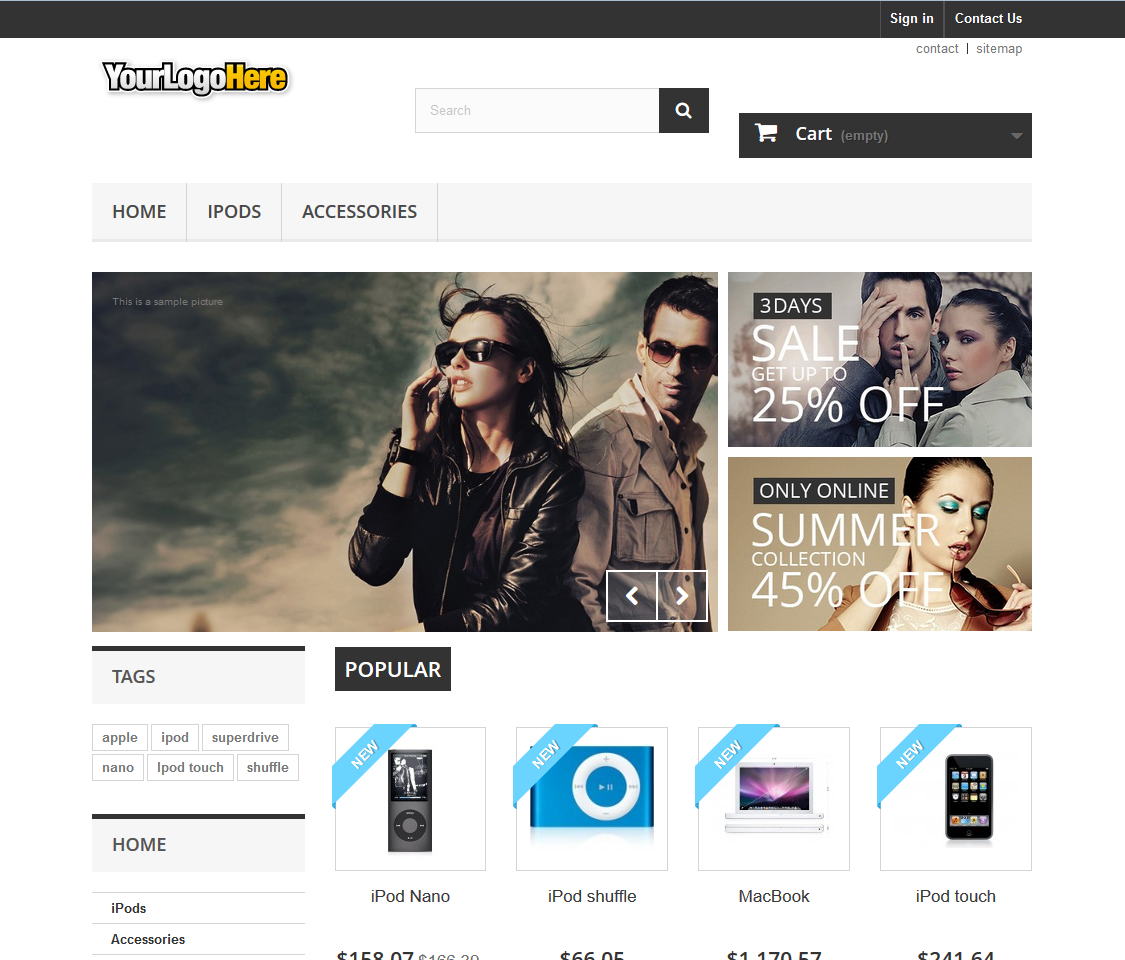 Sign in
Contact Us
contact | sitemap
YourLogoHere
Search
Cart (empty)
HOME
IPODS
ACCESSORIES
This is a sample picture
3 DAYS
SALE
GET UP TO
25% OFF
ONLY ONLINE
SUMMER
COLLECTION
45% OFF
TAGS
apple
ipod
superdrive
nano
Ipod touch
shuffle
HOME
iPods
Accessories
POPULAR
NEW
NEW
NEW
NEW
iPod Nano
iPod shuffle
MacBook
iPod touch
$158.07 $166.39
$66.05
$1,170.57
$241.64